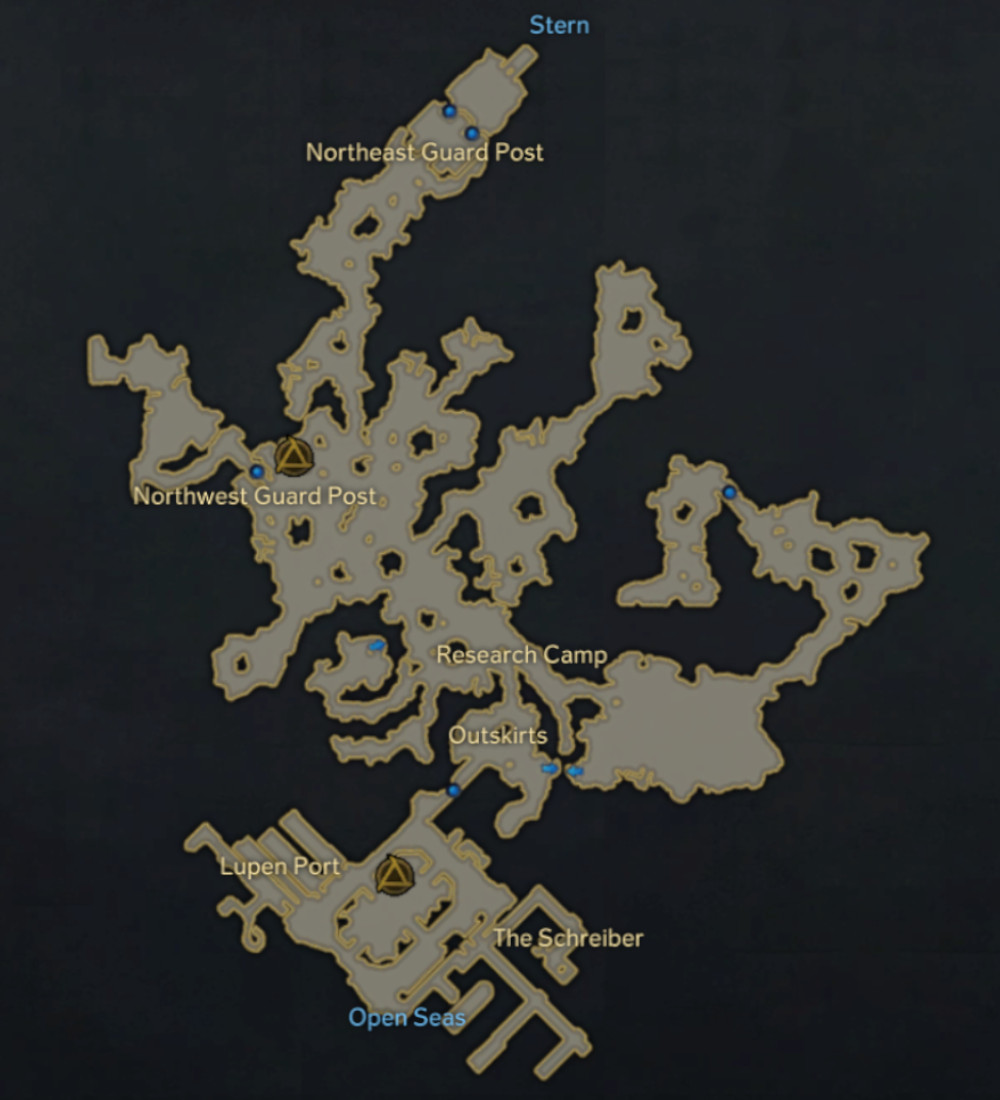 Stern
Northeast Guard Post
Northwest Guard Post
Research Camp
Outskirts
Lupen Port
The Schreiber
Open Seas